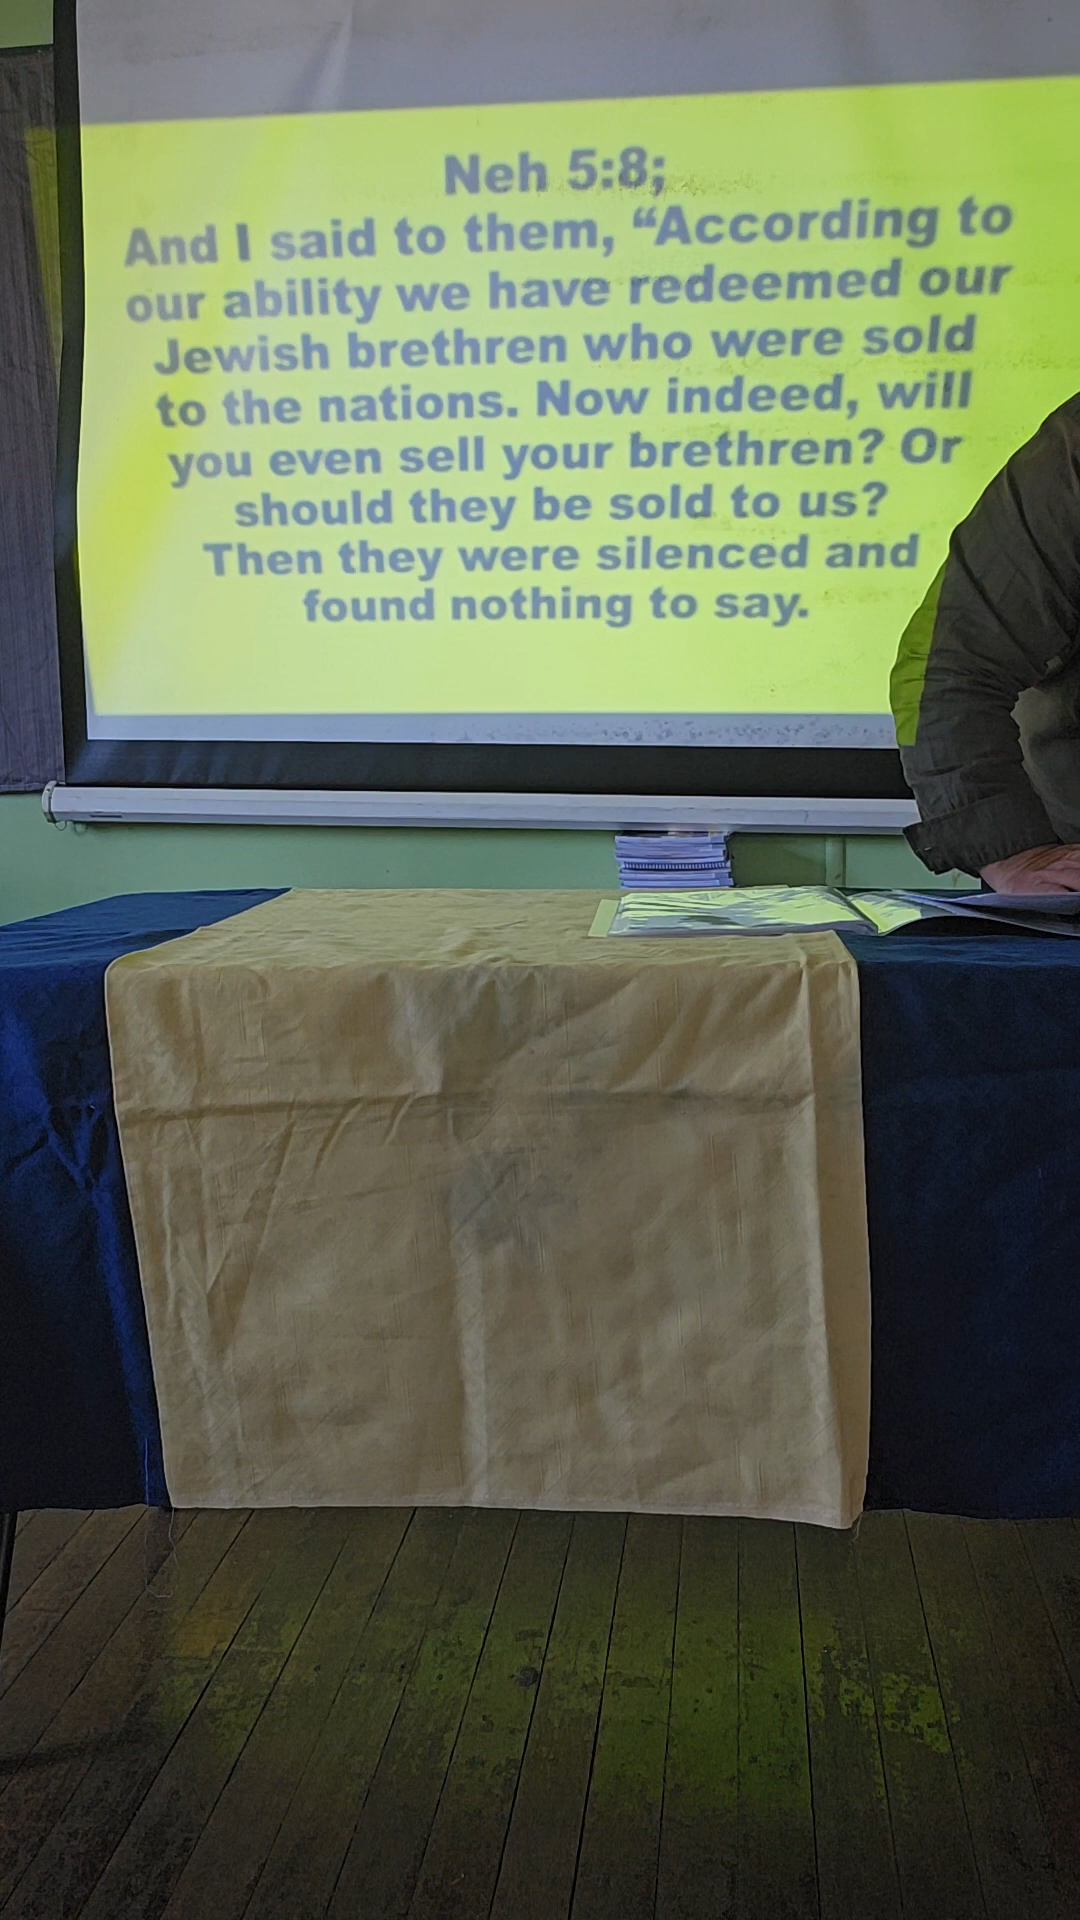 Neh 5:8;
And I said to them, “According to
our ability we have redeemed our
Jewish brethren who were sold
to the nations. Now indeed, will
you even sell your brethren? Or
should they be sold to us?
Then they were silenced and
found nothing to say.